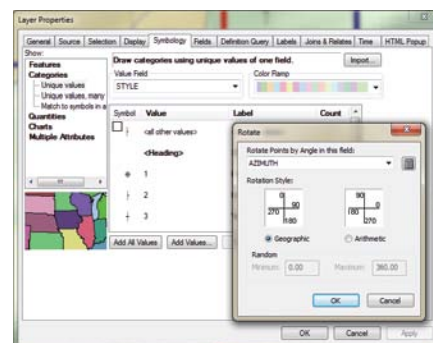 Layer Properties
General Source Selection Display Symbology Fields Definition Query Labels Joins & Relates Time HTML Popup
Show:
Features
Categories
Unique values
Unique values, many
Match to symbols in a
Quantities
Charts
Multiple Attributes
Draw categories using unique values of one field.
Import...
Value Field
Color Ramp
STYLE
Symbol Value Label Count
<all other values>
<Heading>
1
2
3
Add All Values Add Values...
Rotate
Rotate Points by Angle in this field:
AZIMUTH
Rotation Style:
0
90
270
180
90
0
180
270
Geographic
Arithmetic
Random
Minimum: 0.00 Maximum: 360.00
OK Cancel
OK Cancel Apply